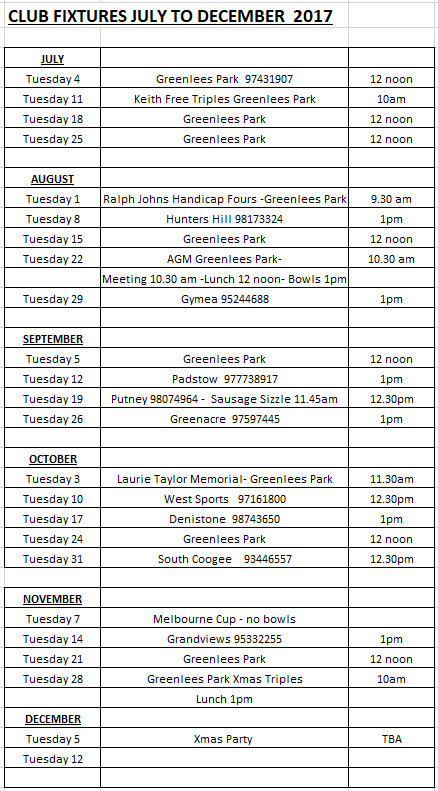 CLUB FIXTURES JULY TO DECEMBER  2017
JULY
Tuesday 4 Greenlees Park  97431907 12 noon
Tuesday 11 Keith Free Triples Greenlees Park 10am
Tuesday 18 Greenlees Park 12 noon
Tuesday 25 Greenlees Park 12 noon
AUGUST
Tuesday 1 Ralph Johns Handicap Fours -Greenlees Park 9.30 am
Tuesday 8 Hunters Hill 98173324 1pm
Tuesday 15 Greenlees Park 12 noon
Tuesday 22 AGM Greenlees Park- 10.30 am
Meeting 10.30 am -Lunch 12 noon- Bowls 1pm
Tuesday 29 Gymea 95244688 1pm
SEPTEMBER
Tuesday 5 Greenlees Park 12 noon
Tuesday 12 Padstow  977738917 1pm
Tuesday 19 Putney 98074964 -  Sausage Sizzle 11.45am 12.30pm
Tuesday 26 Greenacre  97597445 1pm
OCTOBER
Tuesday 3 Laurie Taylor Memorial- Greenlees Park 11.30am
Tuesday 10 West Sports   97161800 12.30pm
Tuesday 17 Denistone  98743650 1pm
Tuesday 24 Greenlees Park 12 noon
Tuesday 31 South Coogee    93446557 12.30pm
NOVEMBER
Tuesday 7 Melbourne Cup - no bowls
Tuesday 14 Grandviews 95332255 1pm
Tuesday 21 Greenlees Park 12 noon
Tuesday 28 Greenlees Park Xmas Triples 10am
Lunch 1pm
DECEMBER
Tuesday 5 Xmas Party TBA
Tuesday 12